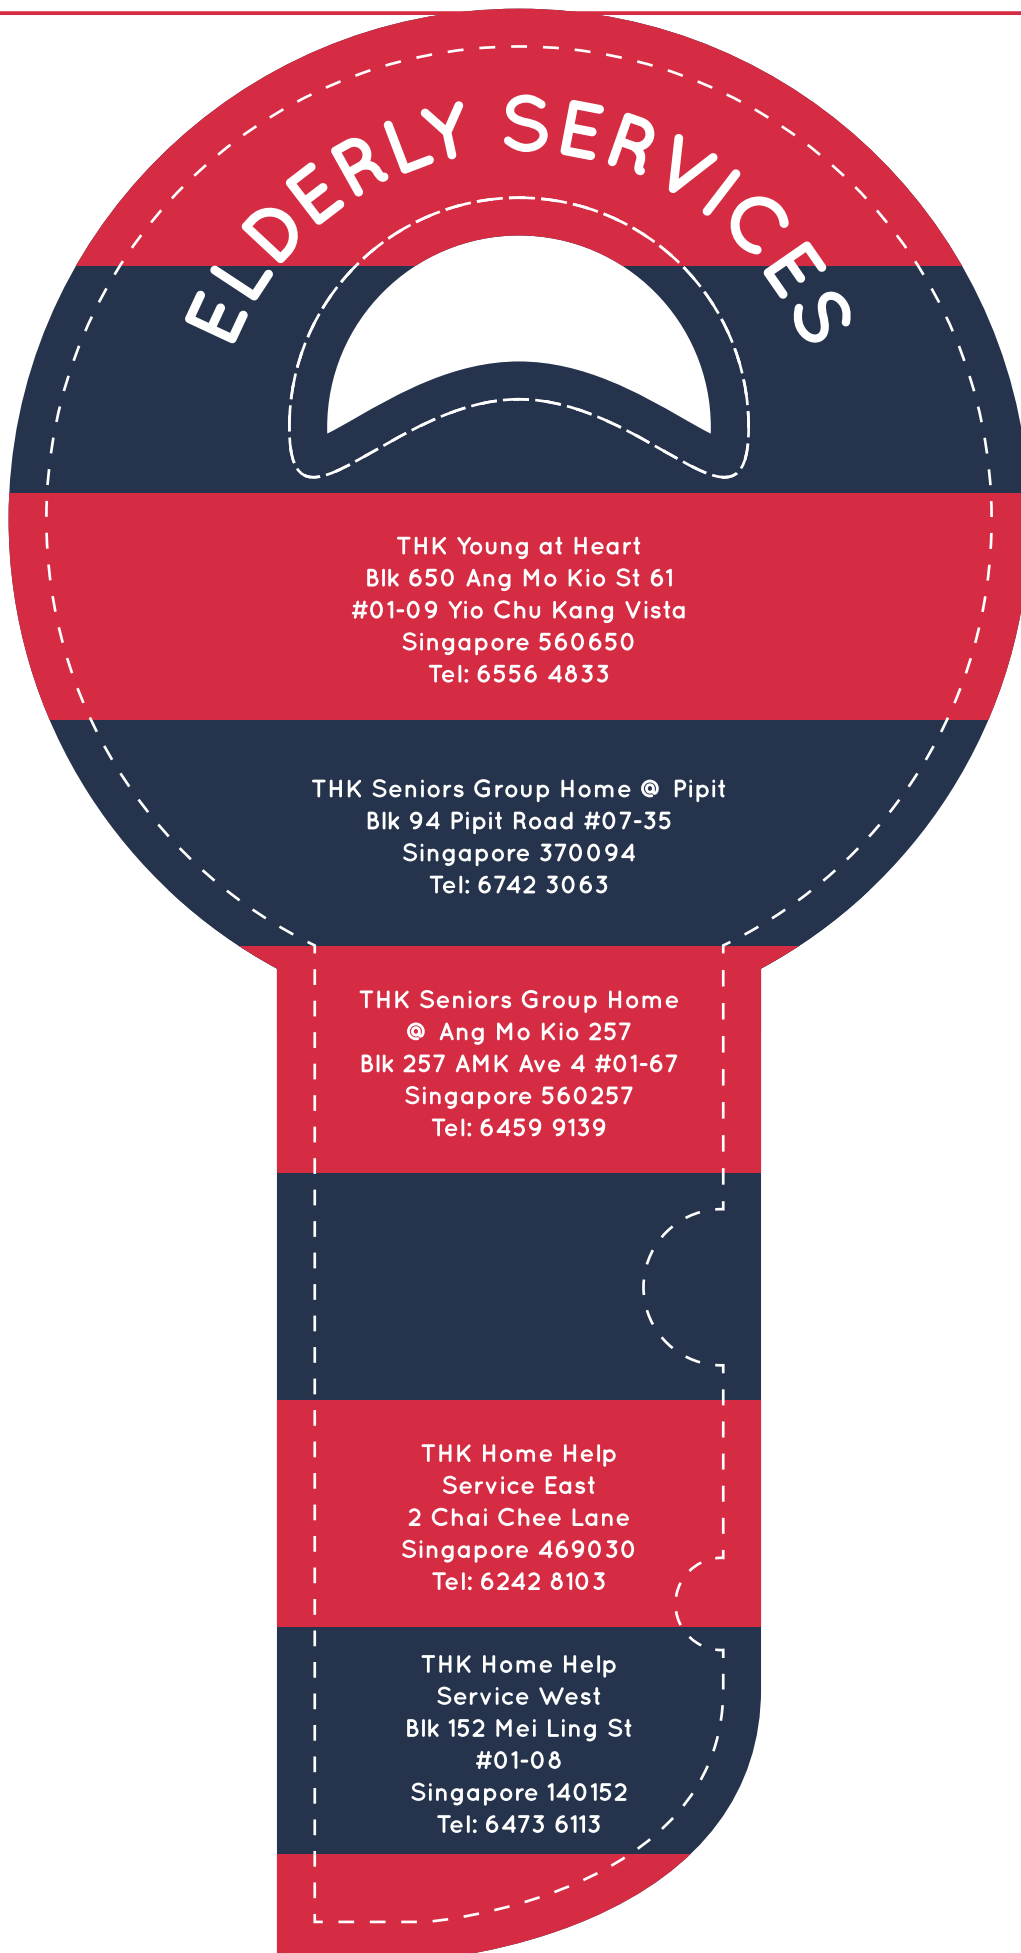 ELDERLY SERVICES
THK Young at Heart
Blk 650 Ang Mo Kio St 61
#01-09 Yio Chu Kang Vista
Singapore 560650
Tel: 6556 4833
THK Seniors Group Home @ Pipit
Blk 94 Pipit Road #07-35
Singapore 370094
Tel: 6742 3063
THK Seniors Group Home
@ Ang Mo Kio 257
Blk 257 AMK Ave 4 #01-67
Singapore 560257
Tel: 6459 9139
THK Home Help
Service East
2 Chai Chee Lane
Singapore 469030
Tel: 6242 8103
THK Home Help
Service West
Blk 152 Mei Ling St
#01-08
Singapore 140152
Tel: 6473 6113